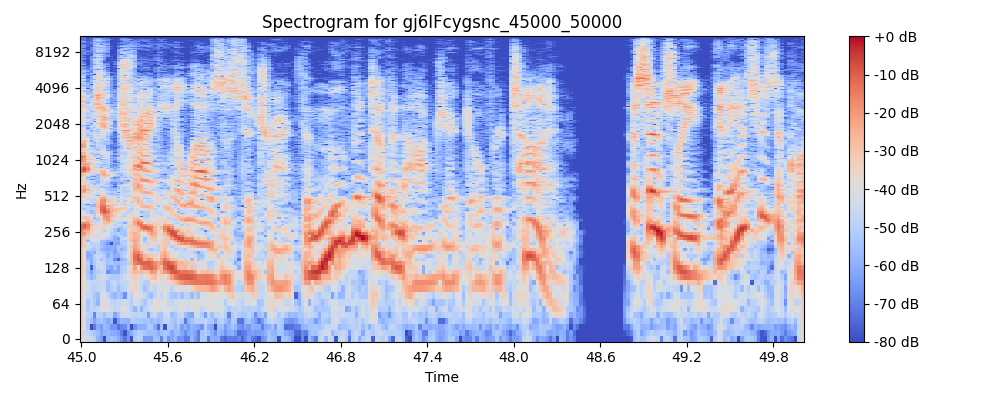 Spectrogram for gj6lFcygsnc_45000_50000
Hz
8192
4096
2048
1024
512
256
128
64
0
45.0 45.6 46.2 46.8 47.4 48.0 48.6 49.2 49.8
Time
+0 dB
-10 dB
-20 dB
-30 dB
-40 dB
-50 dB
-60 dB
-70 dB
-80 dB